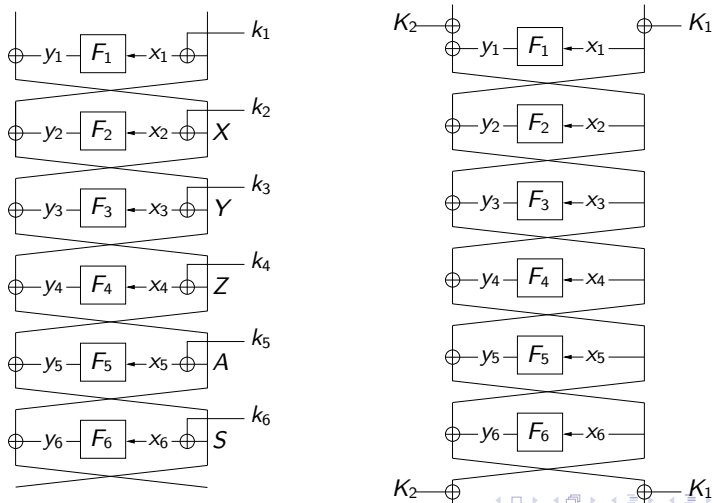 k1
y1 F1 x1
k2
y2 F2 x2 X
k3
y3 F3 x3 Y
k4
y4 F4 x4 Z
k5
y5 F5 x5 A
k6
y6 F6 x6 S
K2 K1
y1 F1 x1
y2 F2 x2
y3 F3 x3
y4 F4 x4
y5 F5 x5
y6 F6 x6
K2 K1